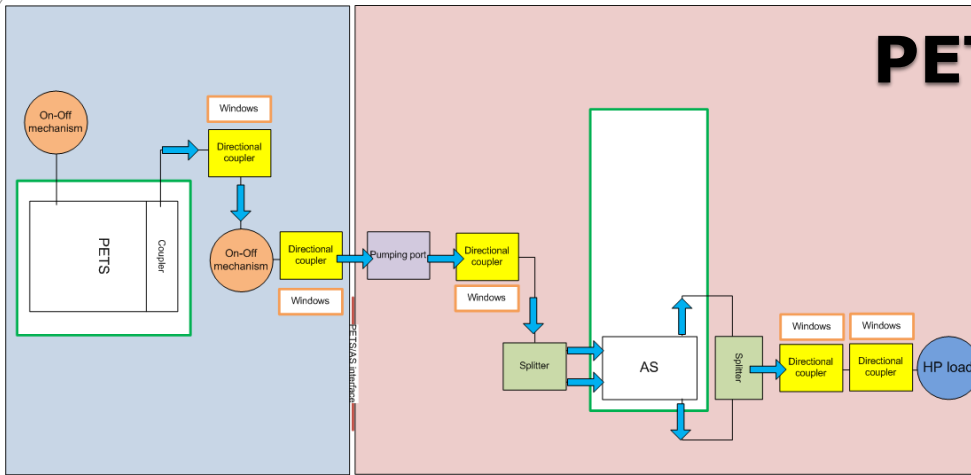 PET
On-Off
mechanism
Windows
Directional
coupler
PETS
Coupler
On-Off
mechanism
Directional
coupler
Windows
Pumping port
Directional
coupler
Windows
PETS/AS interface
Splitter
AS
Splitter
Windows
Directional
coupler
Windows
Directional
coupler
HP load